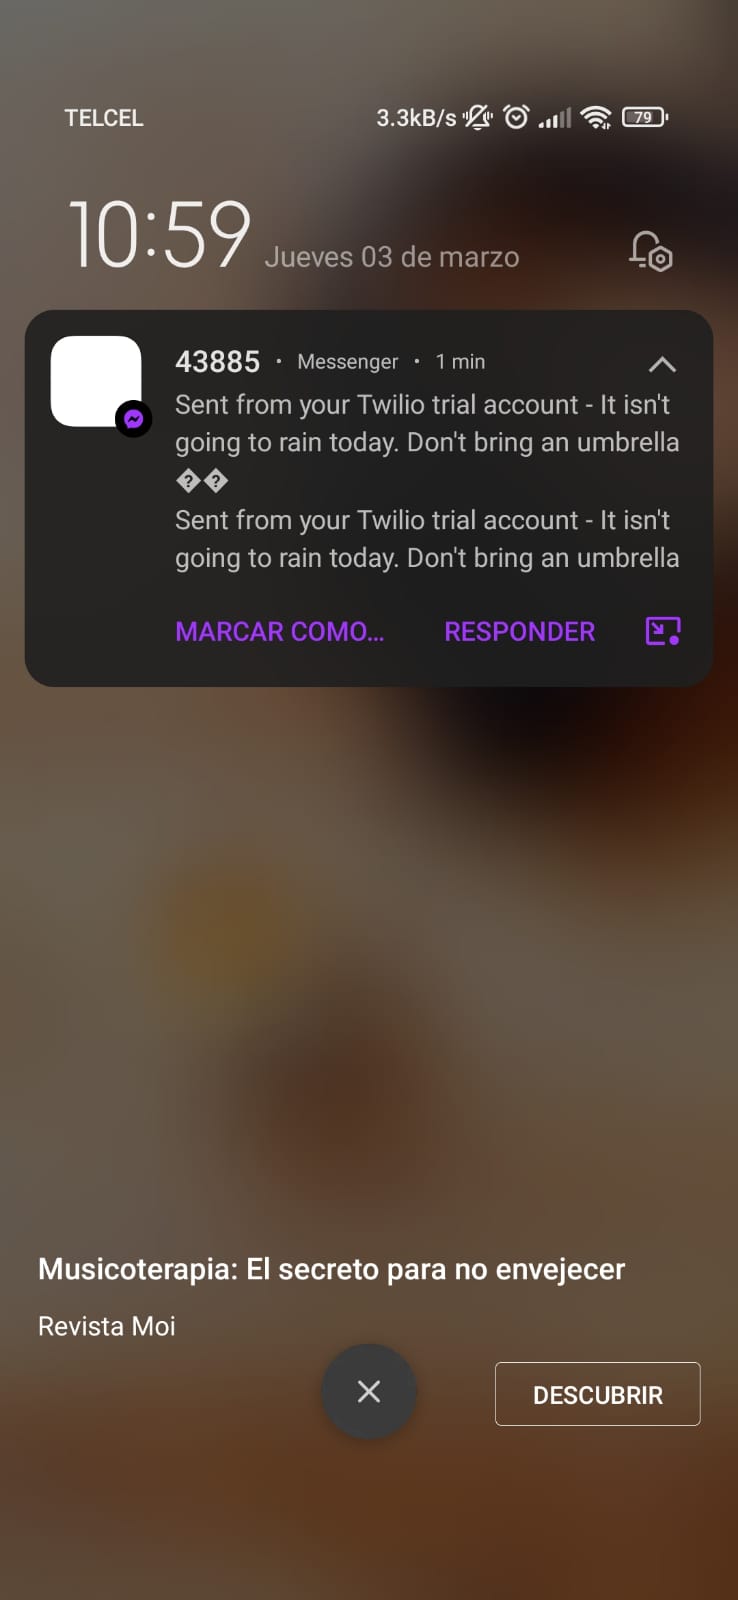 TELCEL 3.3kB/s 79
10:59 Jueves 03 de marzo
43885 · Messenger · 1 min
Sent from your Twilio trial account - It isn't
going to rain today. Don't bring an umbrella
��
Sent from your Twilio trial account - It isn't
going to rain today. Don't bring an umbrella
MARCAR COMO... RESPONDER
Musicoterapia: El secreto para no envejecer
Revista Moi
DESCUBRIR